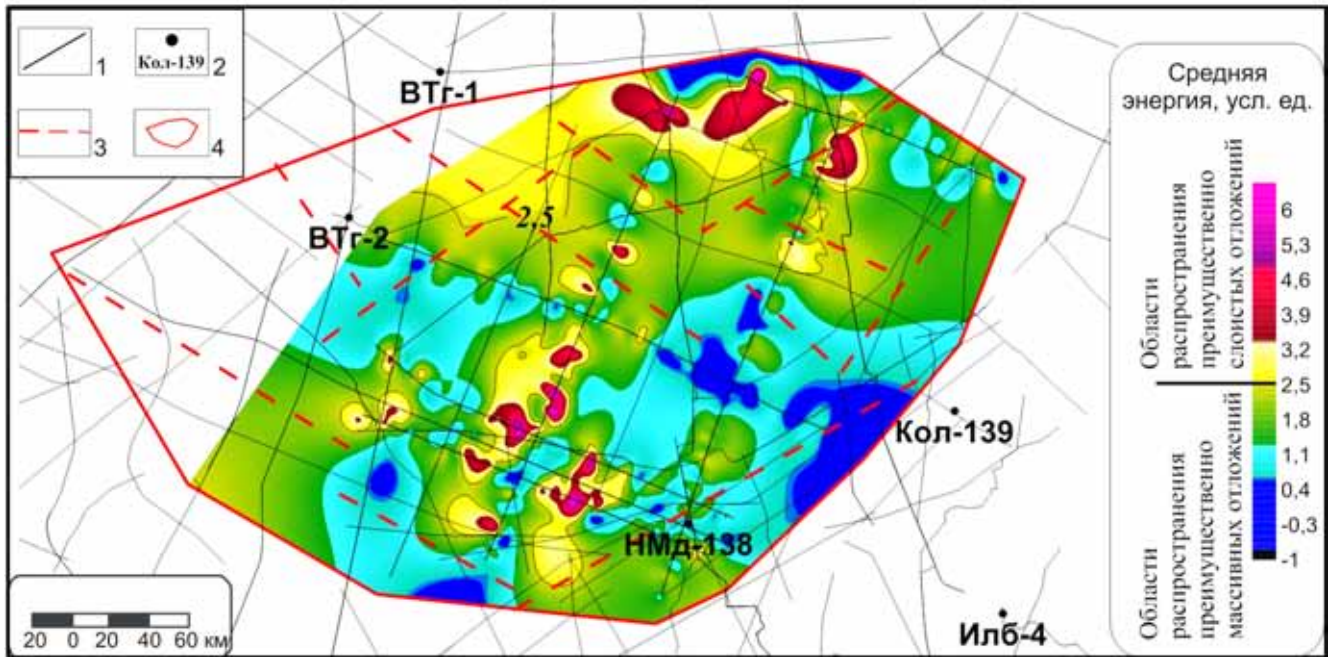 1
Кол-139 2
3
4
ВТг-1
ВТг-2
2,5
Кол-139
НМд-138
Илб-4
20 0 20 40 60 км
Средняя
энергия, усл. ед.
Области
распространения
преимущественно
слоистых отложений
Области
распространения
преимущественно
массивных отложений
6
5,3
4,6
3,9
3,2
2,5
1,8
1,1
0,4
-0,3
-1